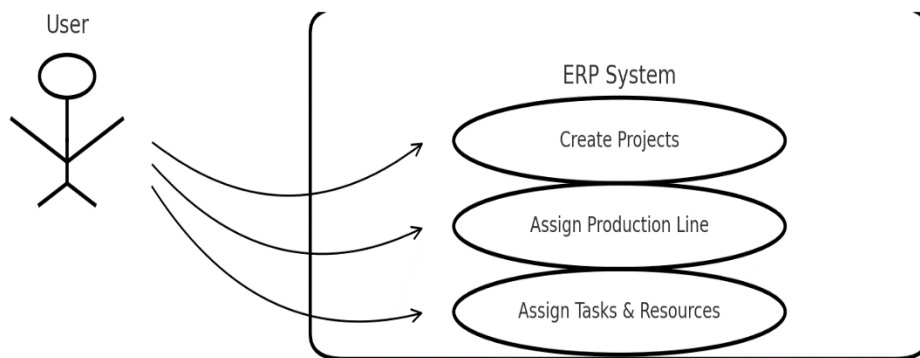 User
ERP System
Create Projects
Assign Production Line
Assign Tasks & Resources